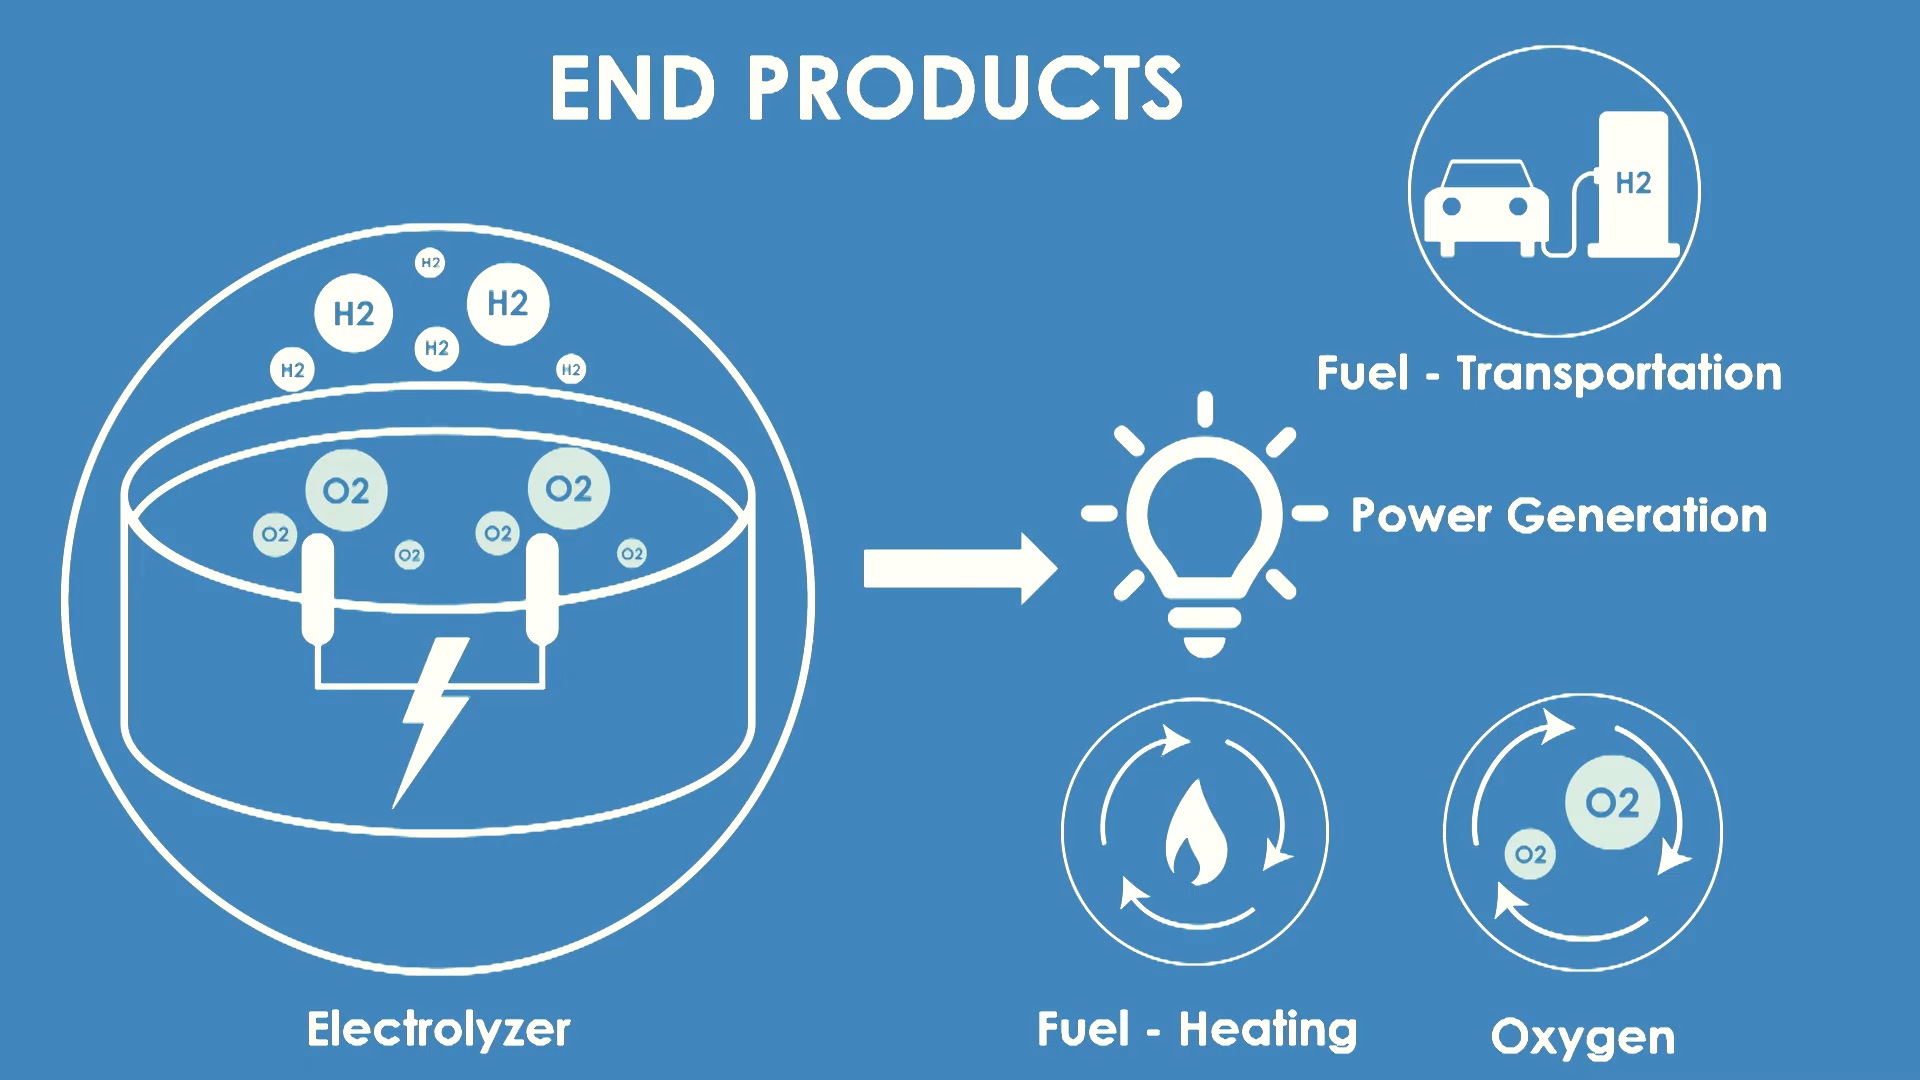 END PRODUCTS
H2
H2
H2
H2
H2
H2
H2
O2
O2
O2
O2
O2
O2
Fuel - Transportation
Power Generation
O2
O2
Electrolyzer
Fuel - Heating
Oxygen